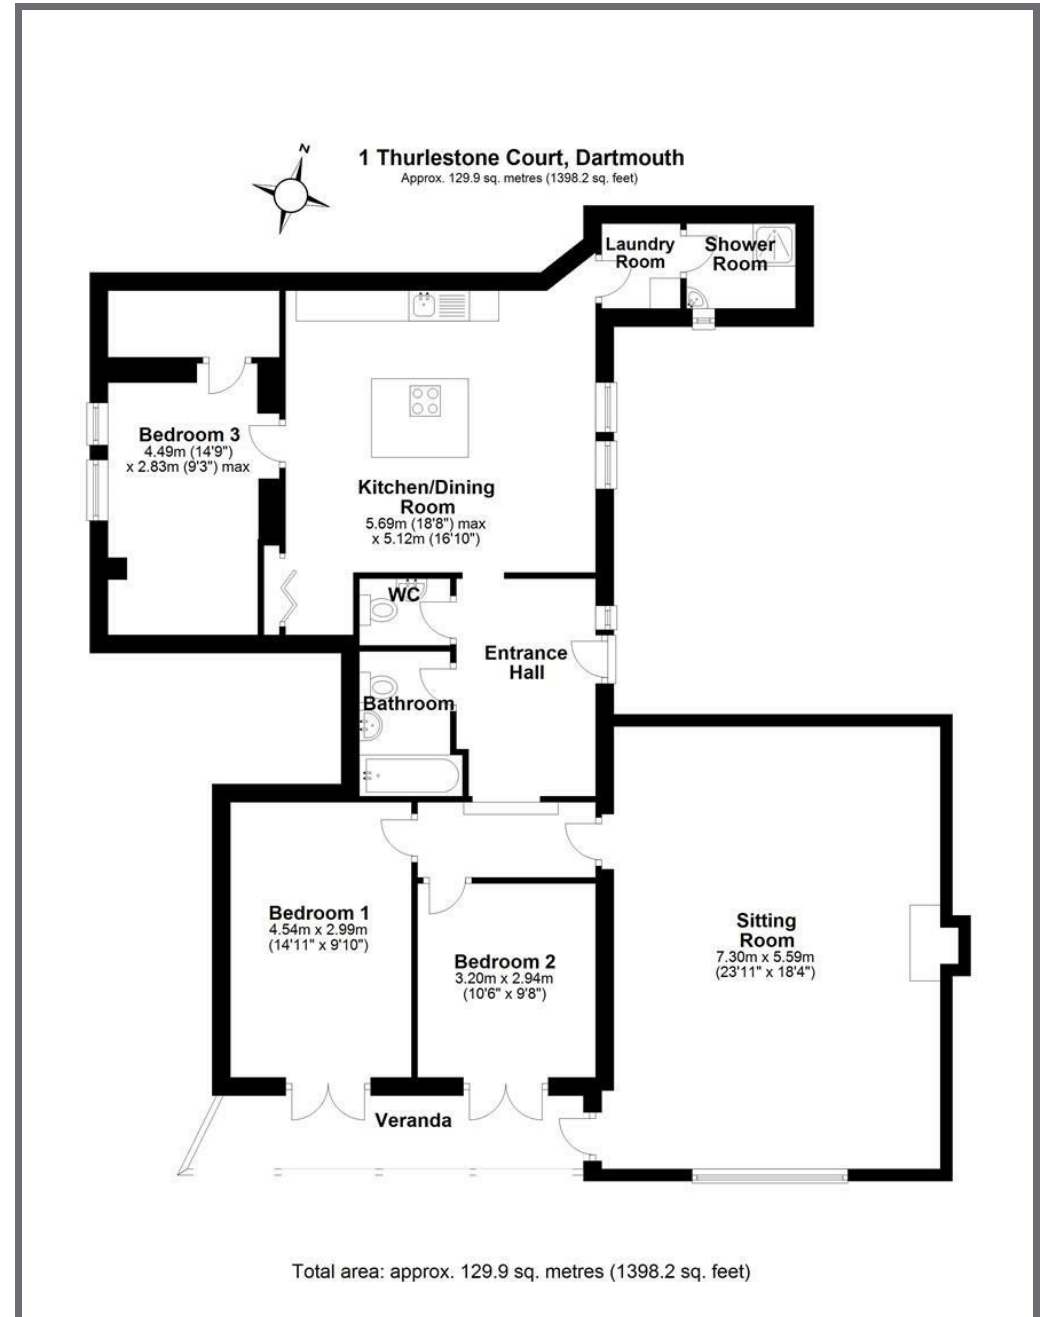 N
1 Thurlestone Court, Dartmouth
Approx. 129.9 sq. metres (1398.2 sq. feet)
Laundry
Room
Shower
Room
Bedroom 3
4.49m (14'9")
x 2.83m (9'3") max
Kitchen/Dining
Room
5.69m (18'8") max
x 5.12m (16'10")
WC
Entrance
Hall
Bathroom
Bedroom 1
4.54m x 2.99m
(14'11" x 9'10")
Bedroom 2
3.20m x 2.94m
(10'6" x 9'8")
Sitting
Room
7.30m x 5.59m
(23'11" x 18'4")
Veranda
Total area: approx. 129.9 sq. metres (1398.2 sq. feet)